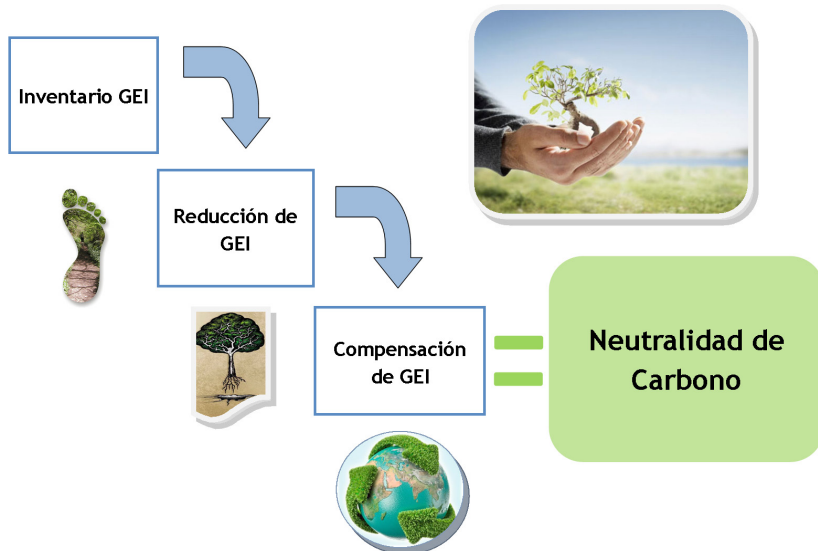 Inventario GEI
Reducción de
GEI
Compensación
de GEI
Neutralidad de
Carbono